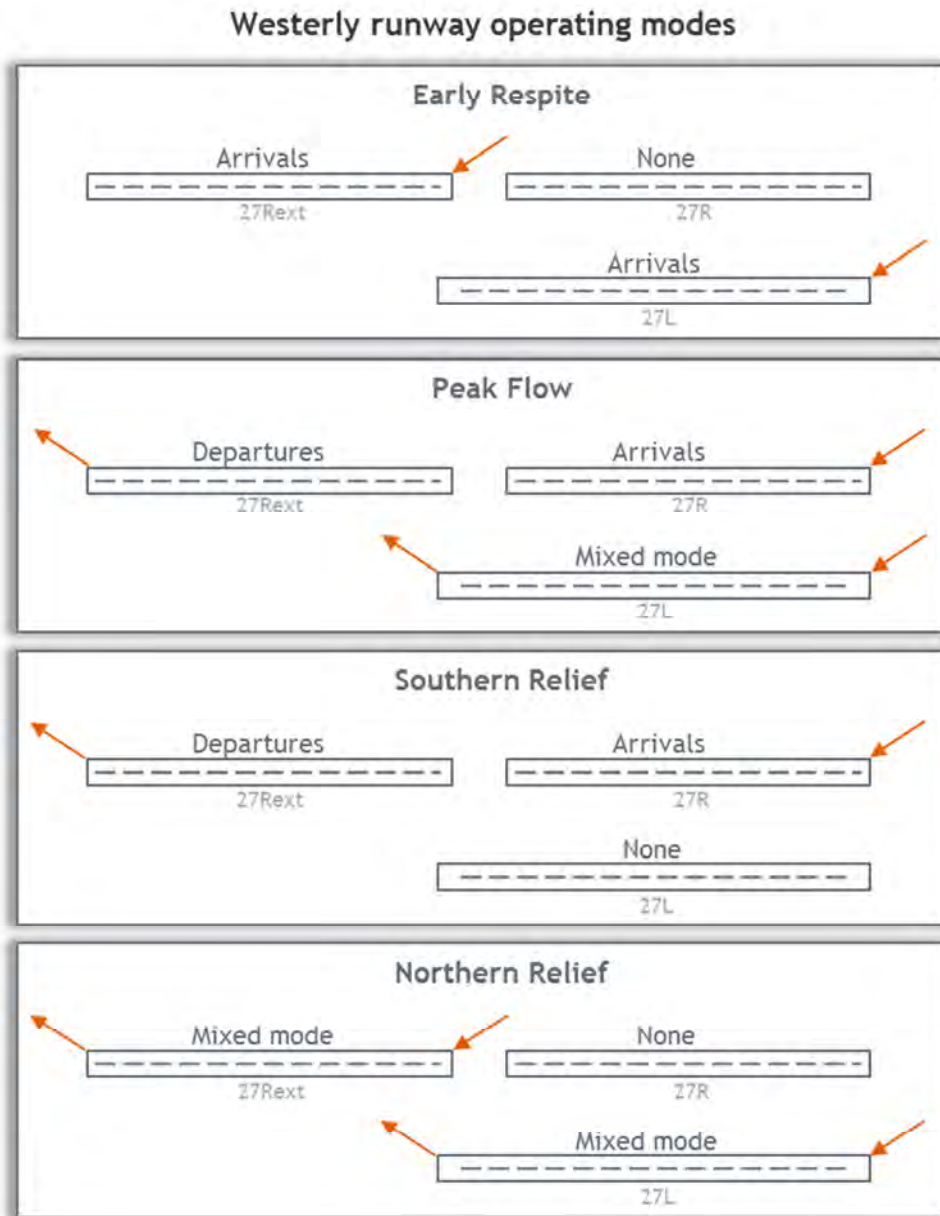 Westerly runway operating modes
Early Respite
Arrivals None
27Rext 27R
Arrivals
27L
Peak Flow
Departures Arrivals
27Rext 27R
Mixed mode
27L
Southern Relief
Departures Arrivals
27Rext 27R
None
27L
Northern Relief
Mixed mode None
27Rext 27R
Mixed mode
27L